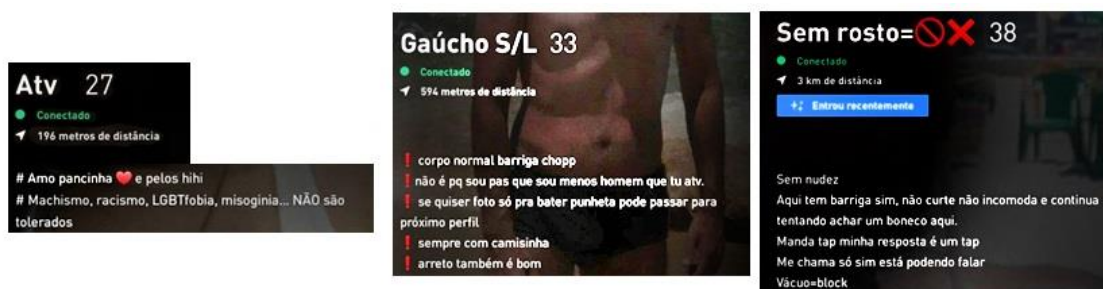 Atv 27
Conectado
196 metros de distância
# Amo pancinha ❤️ e pelos hihi
# Machismo, racismo, LGBTfobia, misoginia... NÃO são
tolerados
Gaúcho S/L 33
Conectado
594 metros de distância
❗ corpo normal barriga chopp
❗não é pq sou pas que sou menos homem que tu atv.
❗ se quiser foto só pra bater punheta pode passar para
próximo perfil
❗ sempre com camisinha
❗ arreto também é bom
Sem rosto=🚫❌ 38
Conectado
3 km de distância
Entrou recentemente
Sem nudez
Aqui tem barriga sim, não curte não incomoda e continua
tentando achar um boneco aqui.
Manda tap minha resposta é um tap
Me chama só sim está podendo falar
Vácuo=block